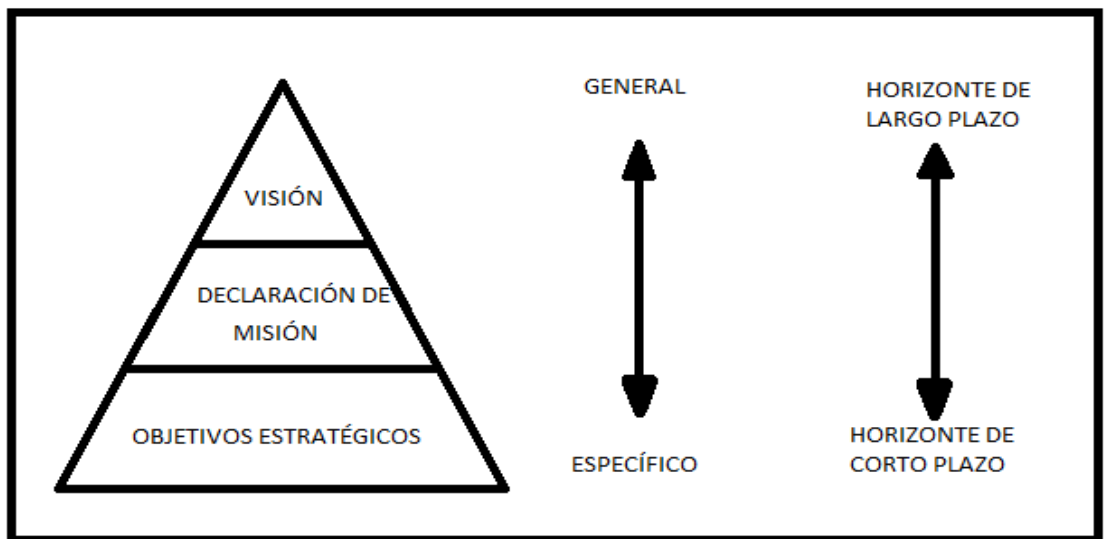 VISIÓN
DECLARACIÓN DE
MISIÓN
OBJETIVOS ESTRATÉGICOS
GENERAL
ESPECÍFICO
HORIZONTE DE
LARGO PLAZO
HORIZONTE DE
CORTO PLAZO